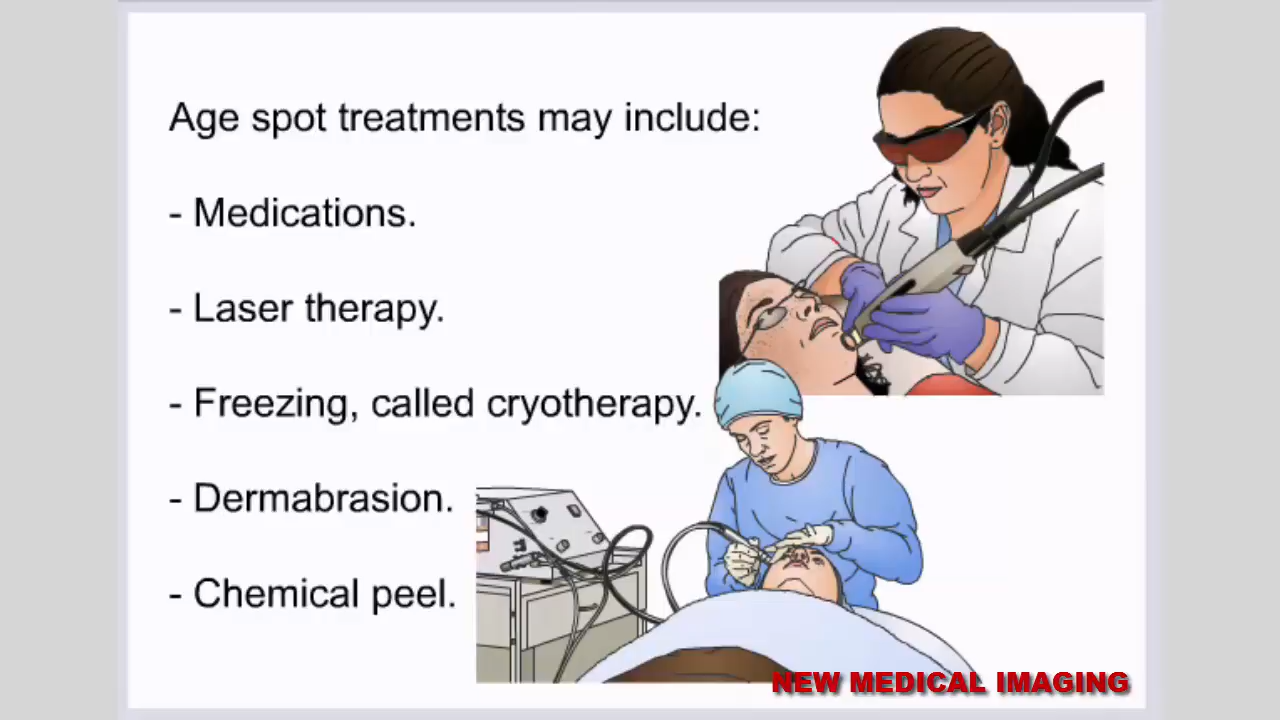 Age spot treatments may include:
- Medications.
- Laser therapy.
- Freezing, called cryotherapy.
- Dermabrasion.
- Chemical peel.
NEW MEDICAL IMAGING